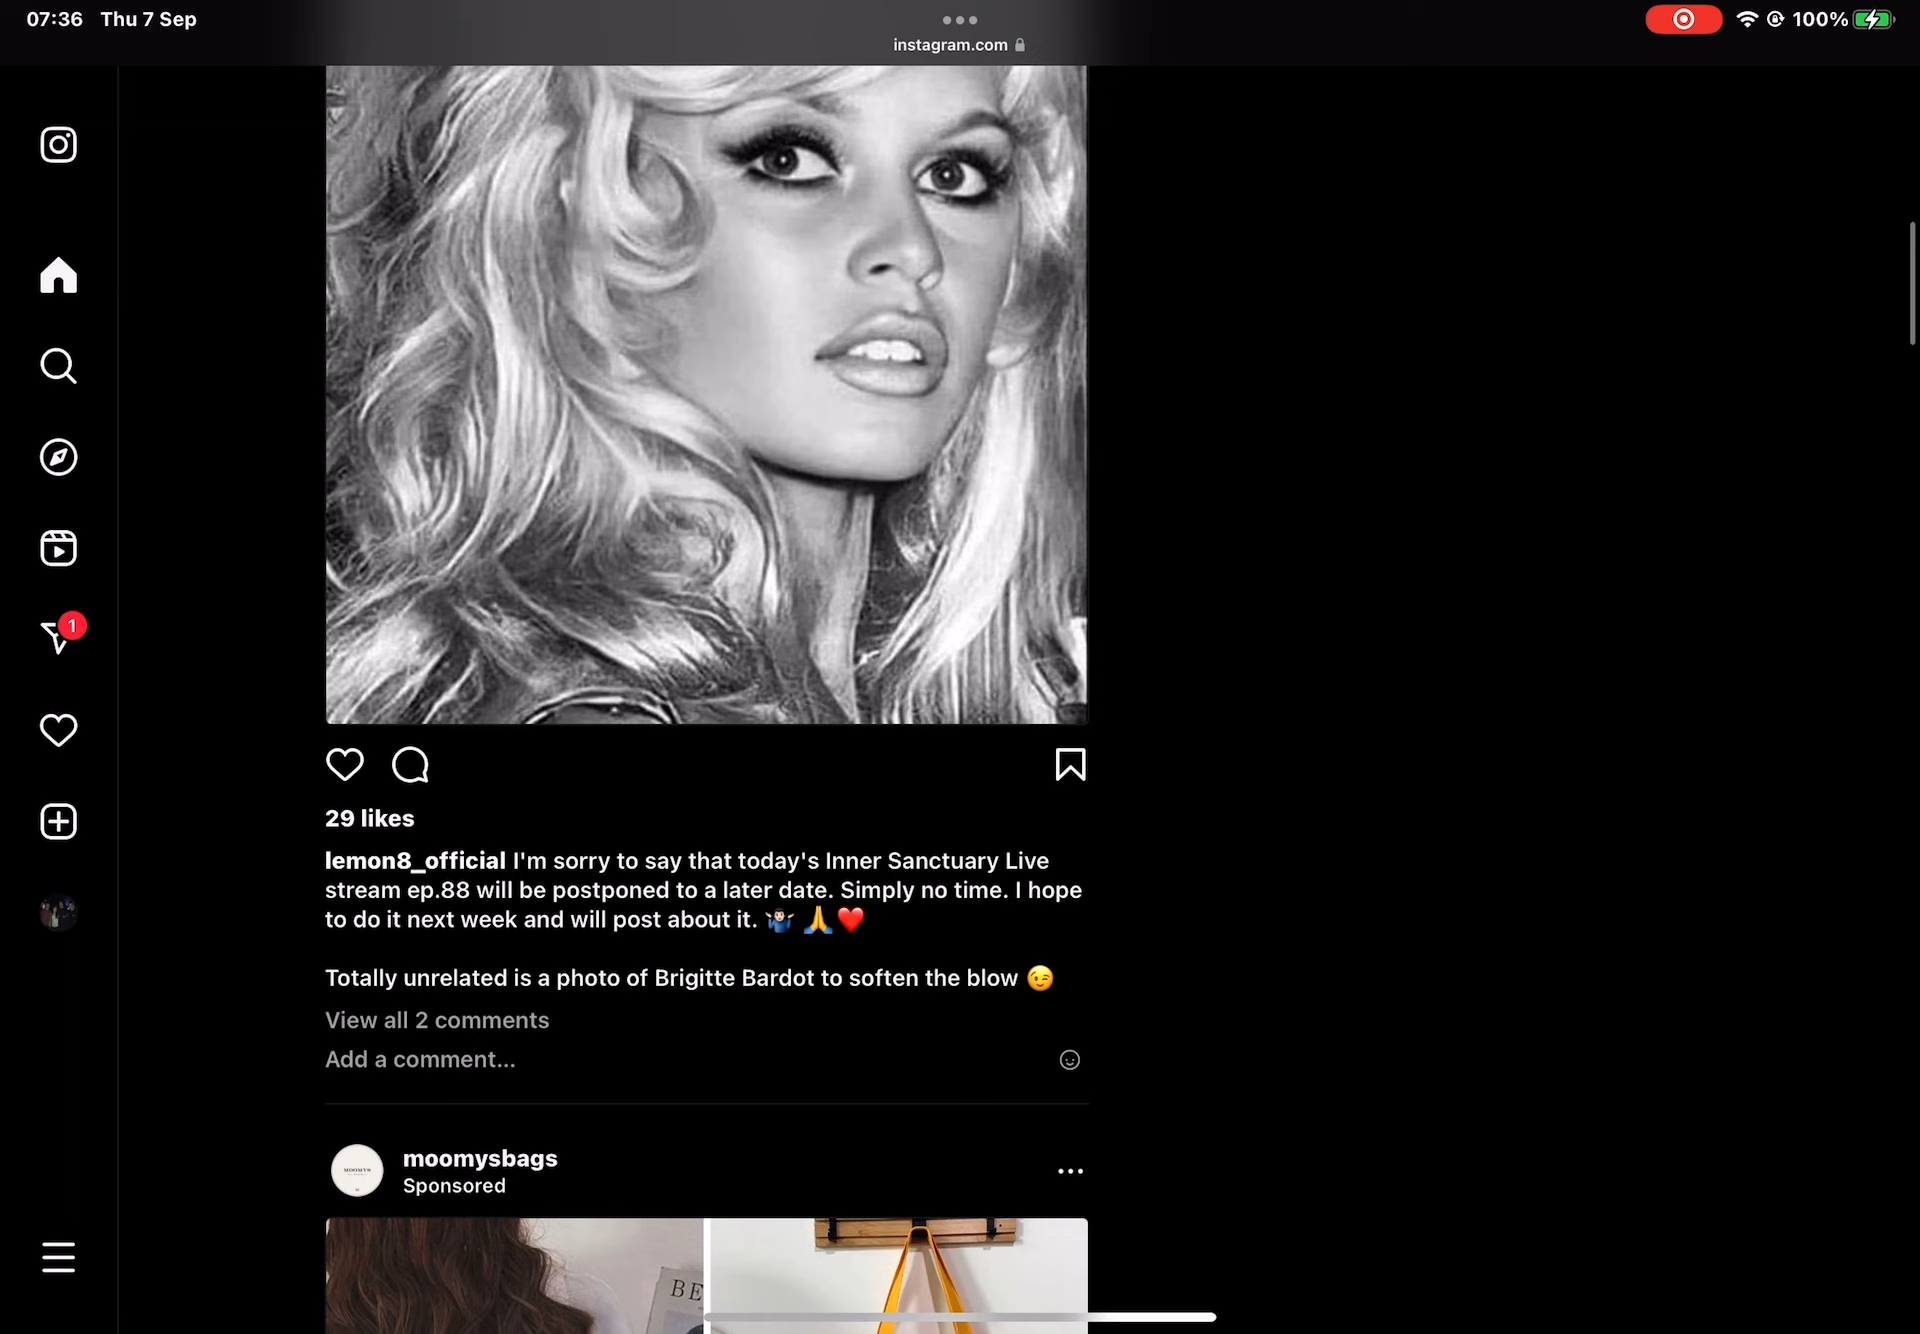 07:36 Thu 7 Sep
100%
instagram.com
1
29 likes
lemon8_official I'm sorry to say that today's Inner Sanctuary Live
stream ep.88 will be postponed to a later date. Simply no time. I hope
to do it next week and will post about it. 🤷🏻‍♂️ 🙏❤️
Totally unrelated is a photo of Brigitte Bardot to soften the blow 😉
View all 2 comments
Add a comment...
MOOMYS
moomysbags
Sponsored
BE